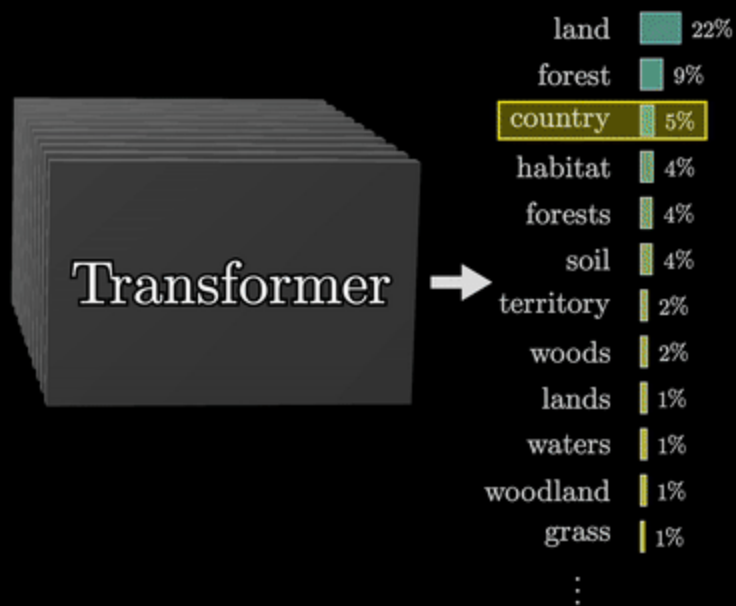 Transformer
land 22%
forest 9%
country 5%
habitat 4%
forests 4%
soil 4%
territory 2%
woods 2%
lands 1%
waters 1%
woodland 1%
grass 1%
⋮